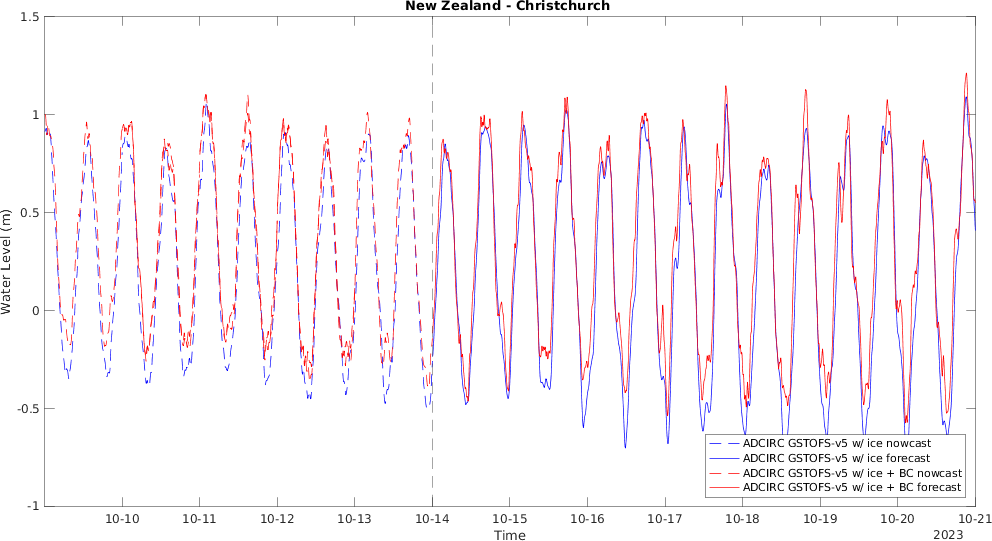 New Zealand - Christchurch
1.5
1
0.5
0
-0.5
-1
Water Level (m)
10-10
10-11
10-12
10-13
10-14
10-15
10-16
10-17
10-18
10-19
10-20
10-21
Time
2023
ADCIRC GSTOFS-v5 w/ ice nowcast
ADCIRC GSTOFS-v5 w/ ice forecast
ADCIRC GSTOFS-v5 w/ ice + BC nowcast
ADCIRC GSTOFS-v5 w/ ice + BC forecast